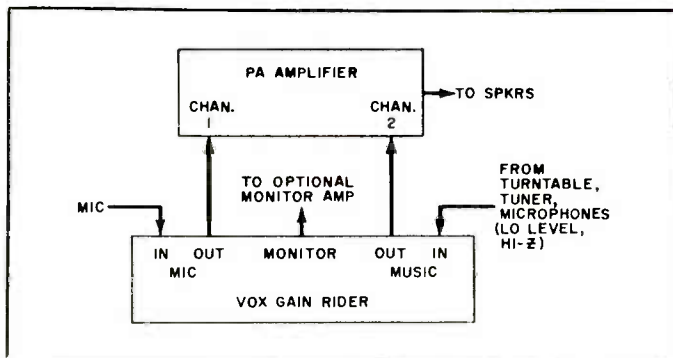 PA AMPLIFIER
CHAN.
1
CHAN.
2
TO SPKRS
FROM
TURNTABLE,
TUNER,
MICROPHONES
(LO LEVEL,
HI-Z)
TO OPTIONAL
MONITOR AMP
MIC
IN OUT MONITOR OUT IN
MIC MUSIC
VOX GAIN RIDER